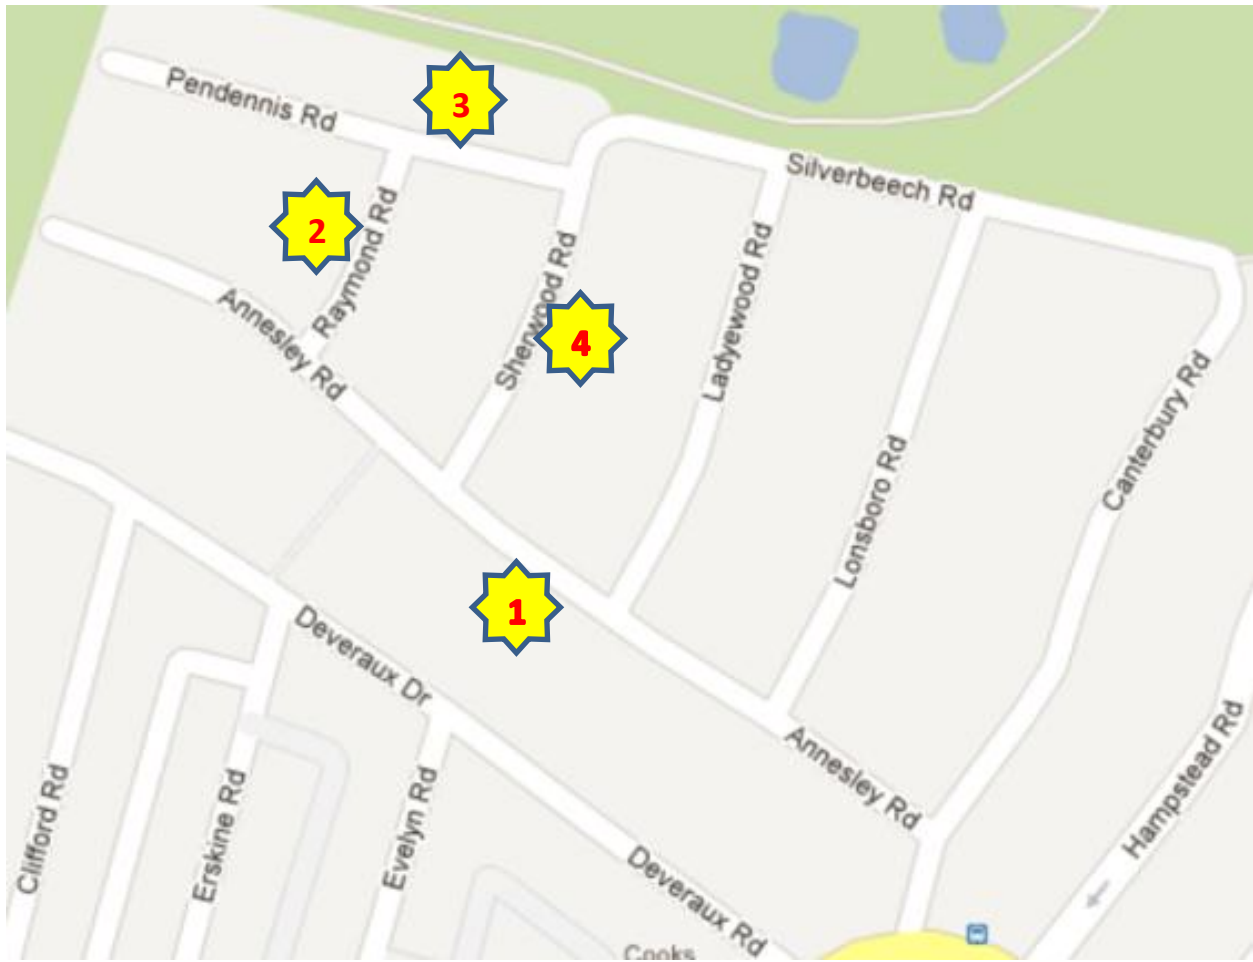 Pendennis Rd
3
Silverbeech Rd
2
Raymond Rd
Sherwood Rd
Ladyewood Rd
Annesley Rd
4
Canterbury Rd
Lonsboro Rd
1
Deveraux Dr
Annesley Rd
Hampstead Rd
Clifford Rd
Erskine Rd
Evelyn Rd
Deveraux Rd
Cooks